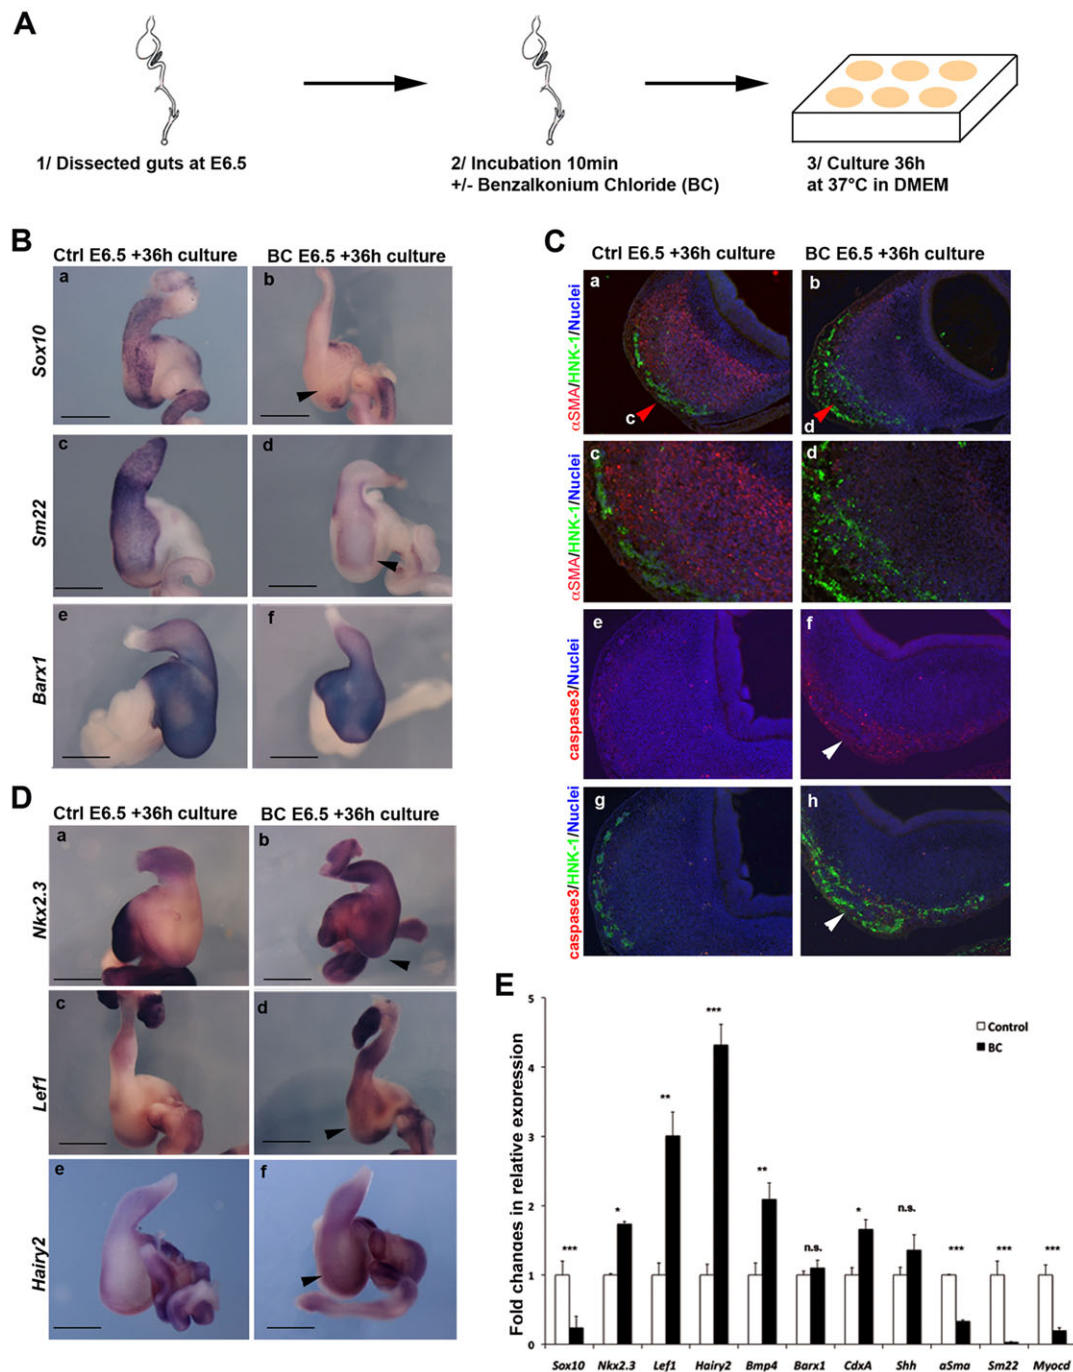 A
1/ Dissected guts at E6.5
2/ Incubation 10min
+/- Benzalkonium Chloride (BC)
3/ Culture 36h
at 37°C in DMEM
B
Ctrl E6.5 +36h culture
BC E6.5 +36h culture
a
b
Sox10
c
d
Sm22
e
f
Barx1
C
Ctrl E6.5 +36h culture
BC E6.5 +36h culture
a
b
c
d
αSMA/HNK-1/Nuclei
c
d
αSMA/HNK-1/Nuclei
e
f
caspase3/Nuclei
g
h
caspase3/HNK-1/Nuclei
D
Ctrl E6.5 +36h culture
BC E6.5 +36h culture
a
b
Nkx2.3
c
d
Lef1
e
f
Hairy2
E
Fold changes in relative expression
5
4
3
2
1
0
Control
BC
***
*
**
***
**
n.s.
*
n.s.
***
***
***
Sox10 Nkx2.3 Lef1 Hairy2 Bmp4 Barx1 CdxA Shh aSma Sm22 Myocd